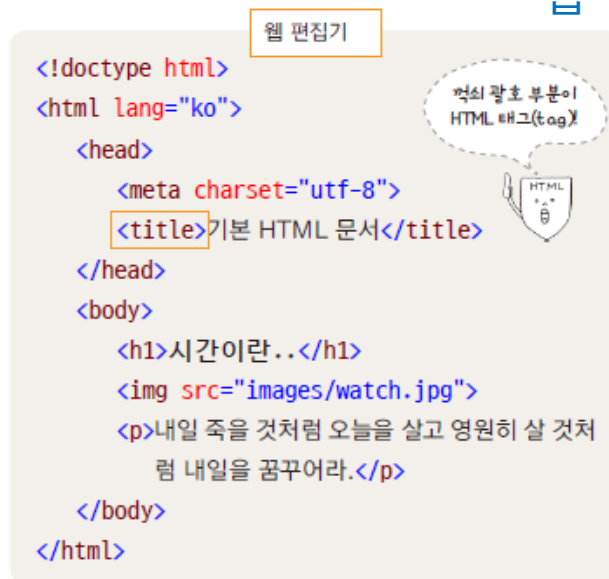 웹 편집기
<!doctype html>
<html lang="ko">
<head>
<meta charset="utf-8">
<title>기본 HTML 문서</title>
</head>
<body>
<h1>시간이란..</h1>
<img src="images/watch.jpg">
<p>내일 죽을 것처럼 오늘을 살고 영원히 살 것처
럼 내일을 꿈꾸어라.</p>
</body>
</html>
꺽쇠 괄호 부분이
HTML 태그(tag)!
HTML